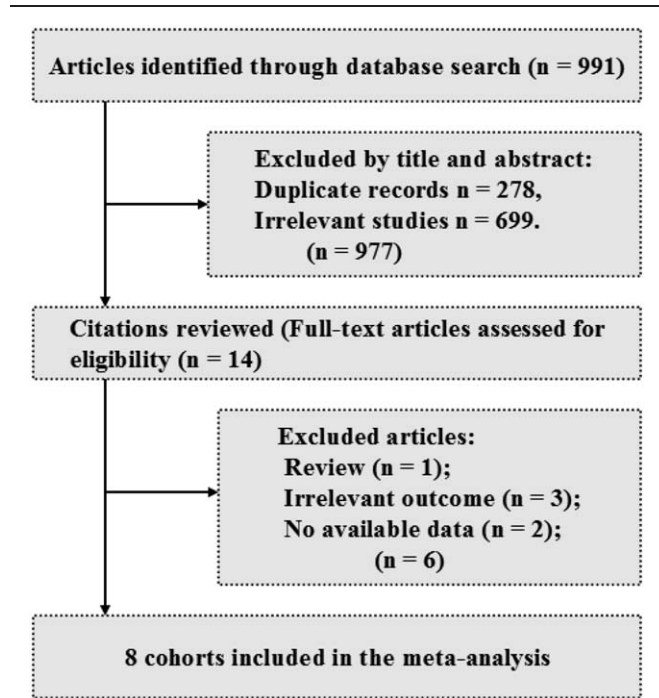 Articles identified through database search (n = 991)
Excluded by title and abstract:
Duplicate records n = 278,
Irrelevant studies n = 699.
(n = 977)
Citations reviewed (Full-text articles assessed for
eligibility (n = 14)
Excluded articles:
Review (n = 1);
Irrelevant outcome (n = 3);
No available data (n = 2);
(n = 6)
8 cohorts included in the meta-analysis